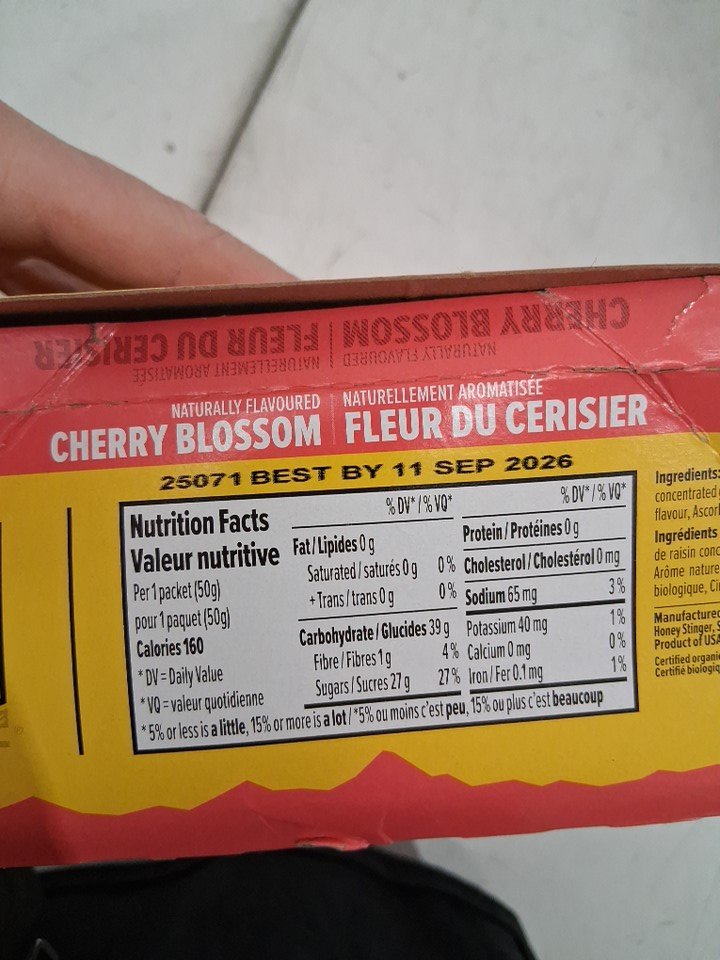 CHERRY BLOSSOM | FLEUR DU CERISIER
NATURALLY FLAVOURED | NATURELLEMENT AROMATISÉE
NATURALLY FLAVOURED | NATURELLEMENT AROMATISÉE
CHERRY BLOSSOM | FLEUR DU CERISIER
25071 BEST BY 11 SEP 2026
Nutrition Facts
Valeur nutritive
Per 1 packet (50g)
pour 1 paquet (50g)
Calories 160
* DV = Daily Value
* VQ = valeur quotidienne
% DV* / % VQ*
Fat / Lipides 0 g
Saturated / saturés 0 g 0 %
+ Trans / trans 0 g 0 %
Carbohydrate / Glucides 39 g
Fibre / Fibres 1 g 4 %
Sugars / Sucres 27 g 27 %
% DV* / % VQ*
Protein / Protéines 0 g
Cholesterol / Cholestérol 0 mg
Sodium 65 mg 3 %
Potassium 40 mg 1 %
Calcium 0 mg 0 %
Iron / Fer 0.1 mg 1 %
* 5% or less is a little, 15% or more is a lot / *5% ou moins c'est peu, 15% ou plus c'est beaucoup
Ingredients:
concentrated
flavour,
Ingrédients
de raisin
Arôme
biologique,
Honey Stinger,
Product of USA
Certified
Certifié